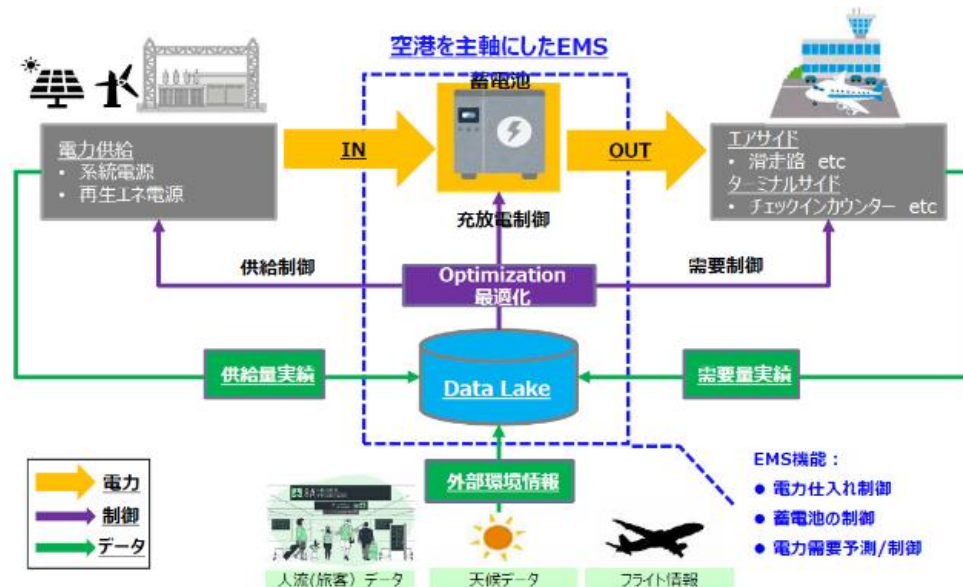 空港を主軸にしたEMS
蓄電池
電力供給
• 系統電源
• 再生エネ電源
IN
OUT
エアサイド
• 滑走路 etc
ターミナルサイド
• チェックインカウンター etc
充放電制御
供給制御
Optimization
最適化
需要制御
供給量実績
Data Lake
需要量実績
電力
制御
データ
外部環境情報
人流(旅客) データ
天候データ
フライト情報
EMS機能：
● 電力仕入れ制御
● 蓄電池の制御
● 電力需要予測/制御